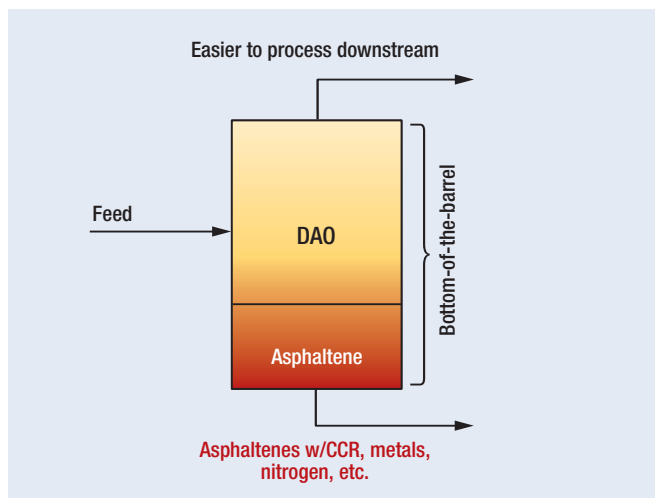 Easier to process downstream
Feed
DAO
Bottom-of-the-barrel
Asphaltene
Asphaltenes w/CCR, metals,
nitrogen, etc.